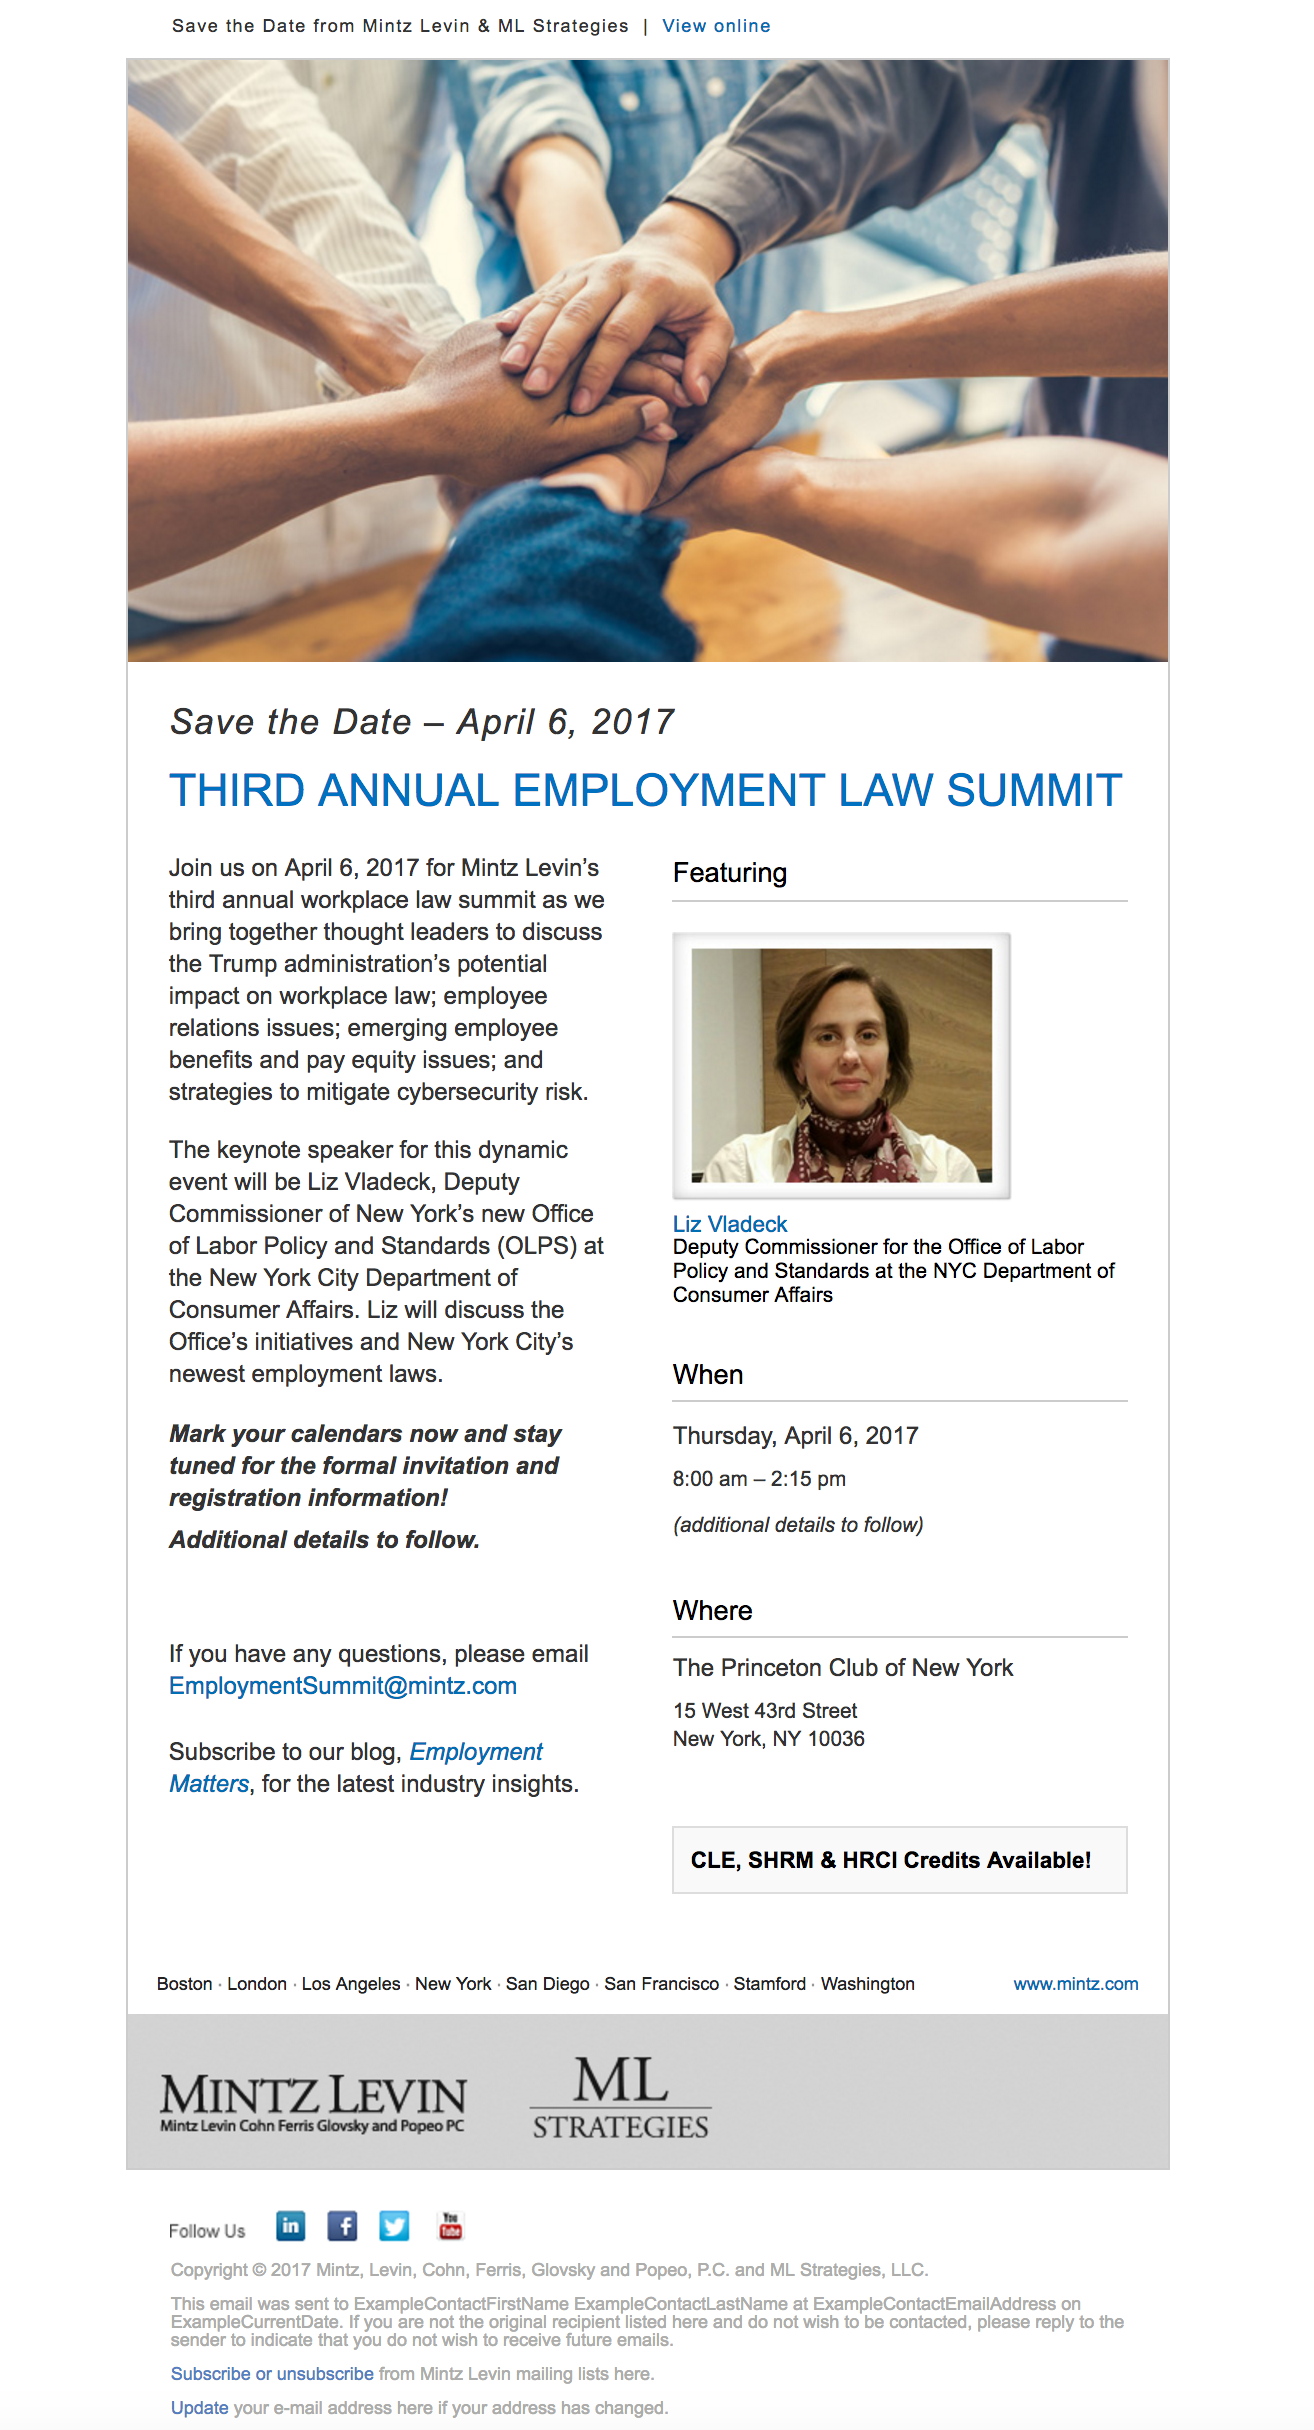 Save the Date from Mintz Levin & ML Strategies | View online
Save the Date – April 6, 2017
THIRD ANNUAL EMPLOYMENT LAW SUMMIT
Join us on April 6, 2017 for Mintz Levin’s
third annual workplace law summit as we
bring together thought leaders to discuss
the Trump administration’s potential
impact on workplace law; employee
relations issues; emerging employee
benefits and pay equity issues; and
strategies to mitigate cybersecurity risk.
The keynote speaker for this dynamic
event will be Liz Vladeck, Deputy
Commissioner of New York’s new Office
of Labor Policy and Standards (OLPS) at
the New York City Department of
Consumer Affairs. Liz will discuss the
Office’s initiatives and New York City’s
newest employment laws.
Mark your calendars now and stay
tuned for the formal invitation and
registration information!
Additional details to follow.
If you have any questions, please email
EmploymentSummit@mintz.com
Subscribe to our blog, Employment
Matters, for the latest industry insights.
Featuring
Liz Vladeck
Deputy Commissioner for the Office of Labor
Policy and Standards at the NYC Department of
Consumer Affairs
When
Thursday, April 6, 2017
8:00 am – 2:15 pm
(additional details to follow)
Where
The Princeton Club of New York
15 West 43rd Street
New York, NY 10036
CLE, SHRM & HRCI Credits Available!
Boston · London · Los Angeles · New York · San Diego · San Francisco · Stamford · Washington
www.mintz.com
MINTZ LEVIN
Mintz Levin Cohn Ferris Glovsky and Popeo PC
ML
STRATEGIES
Follow Us
in
f
You
Tube
Copyright © 2017 Mintz, Levin, Cohn, Ferris, Glovsky and Popeo, P.C. and ML Strategies, LLC.
This email was sent to ExampleContactFirstName ExampleContactLastName at ExampleContactEmailAddress on
ExampleCurrentDate. If you are not the original recipient listed here and do not wish to be contacted, please reply to the
sender to indicate that you do not wish to receive future emails.
Subscribe or unsubscribe from Mintz Levin mailing lists here.
Update your e-mail address here if your address has changed.